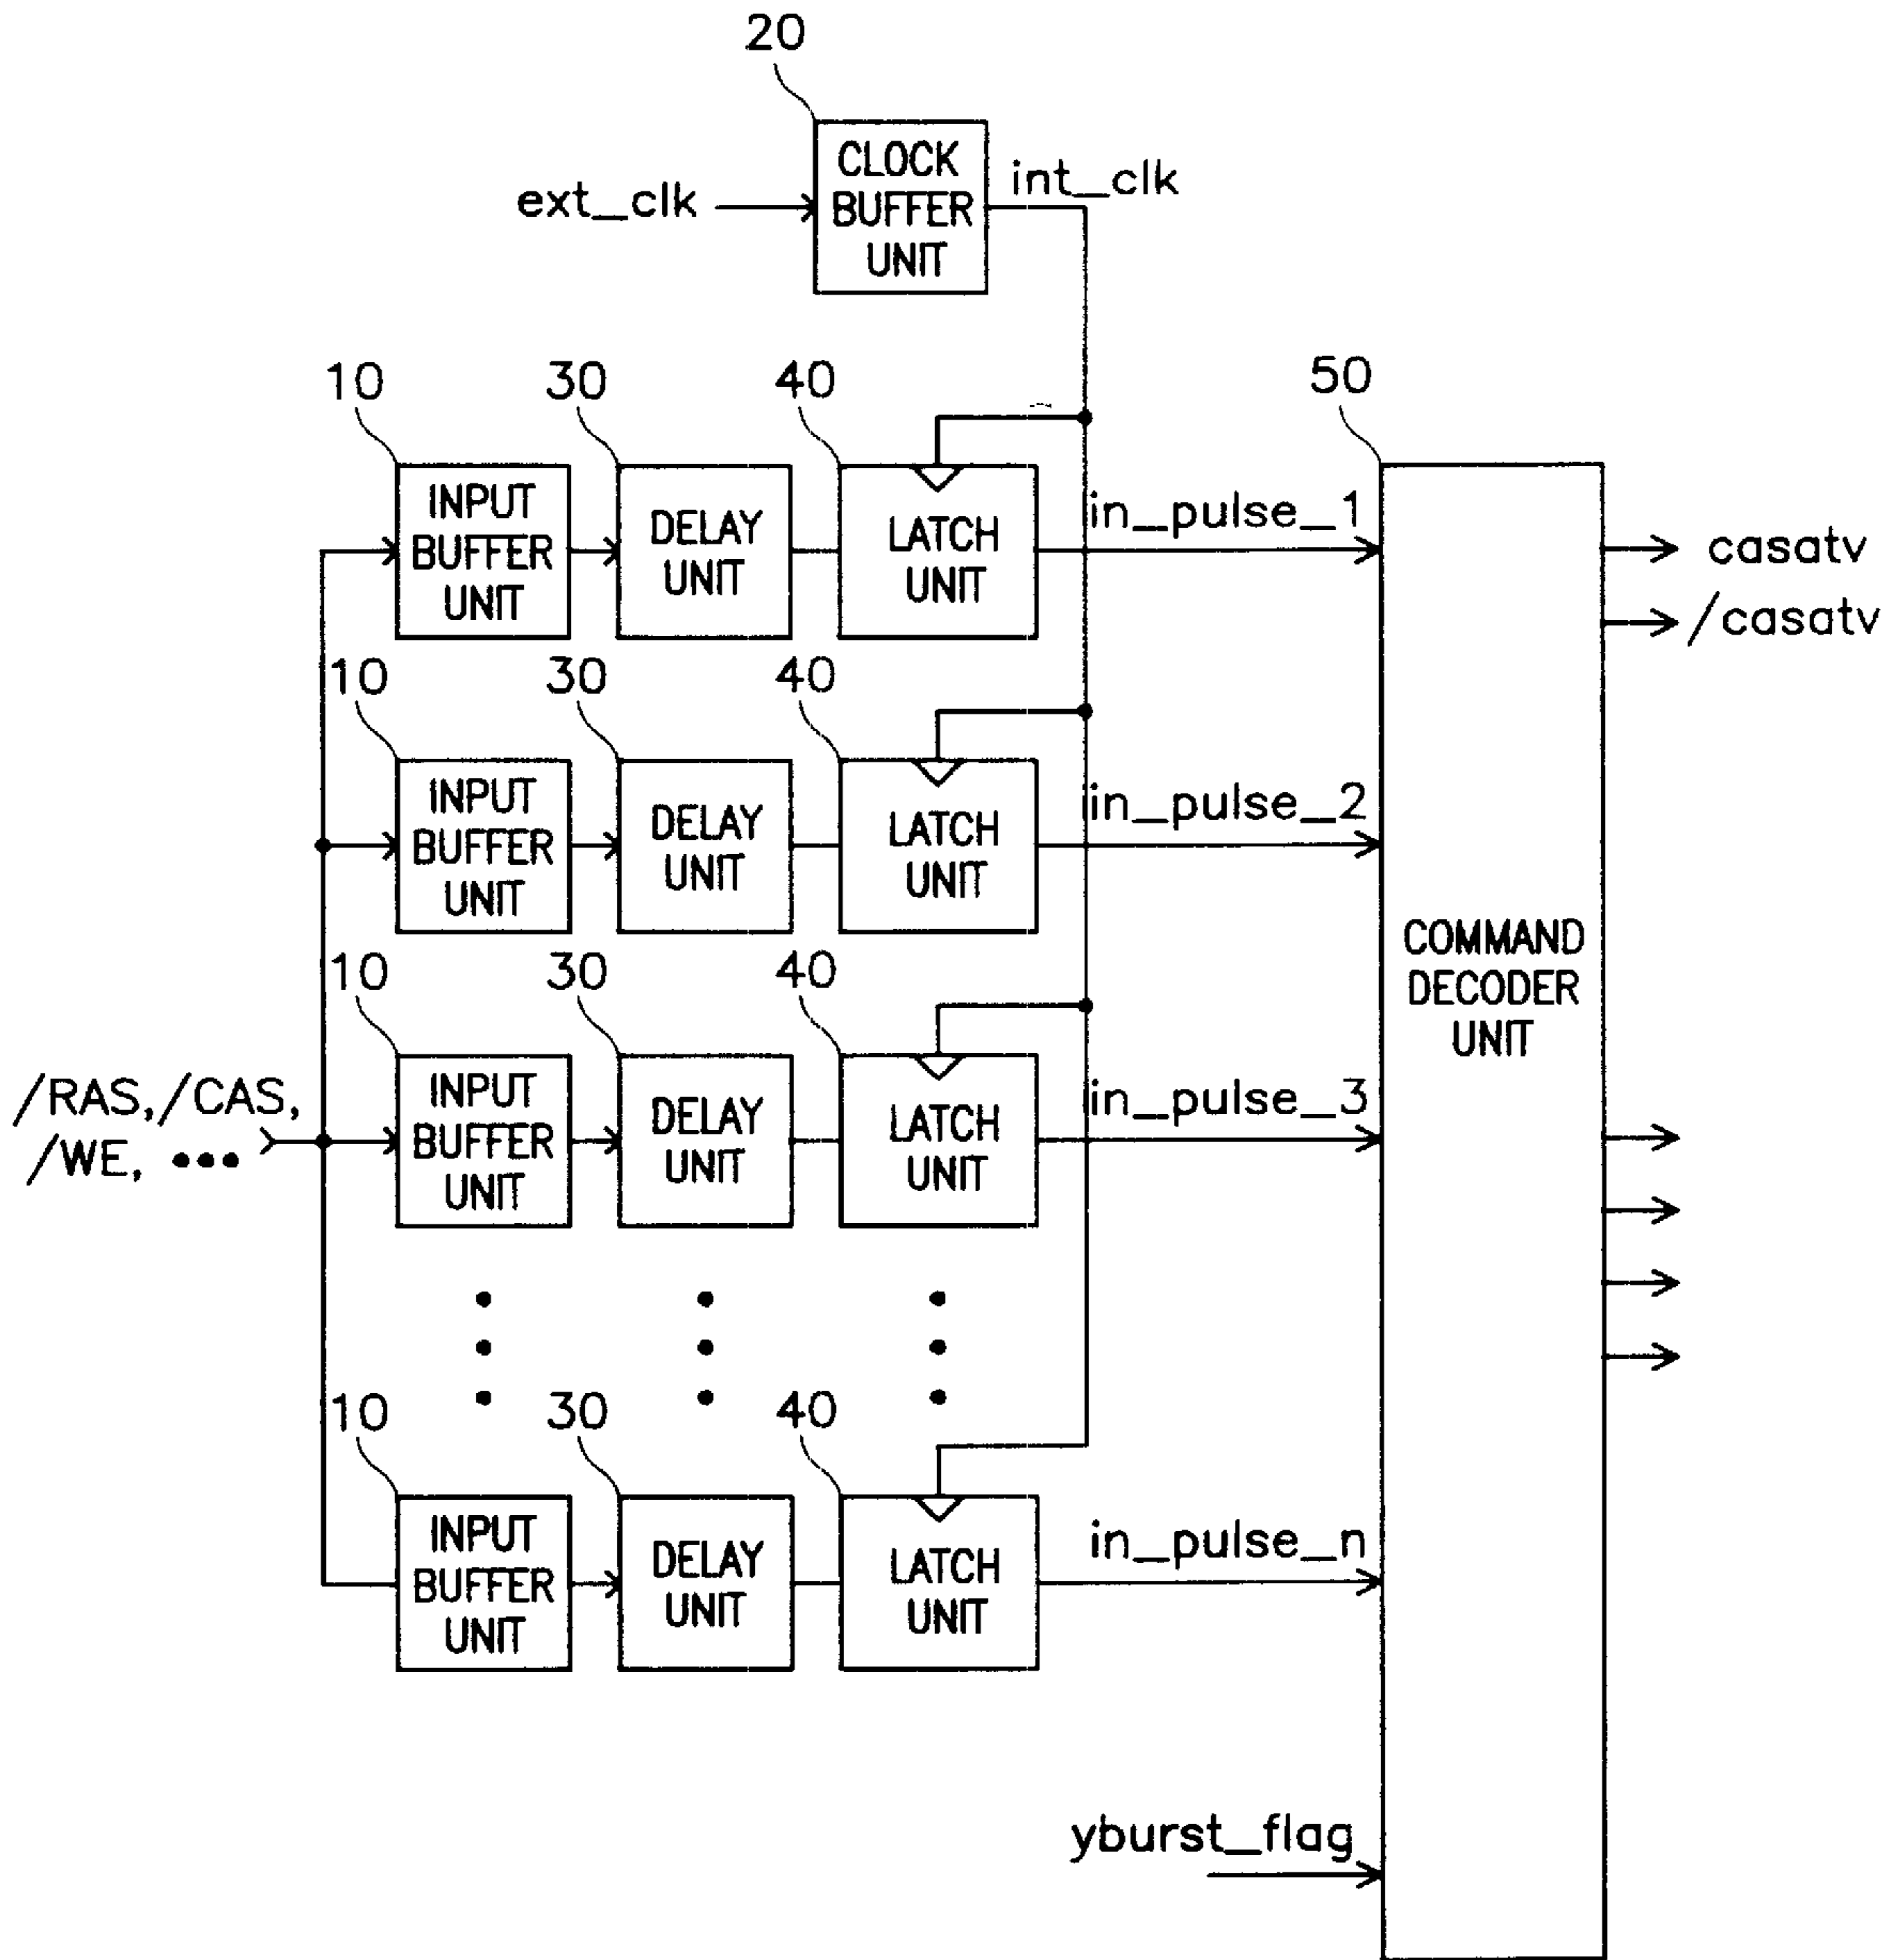 20
CLOCK
BUFFER
UNIT
ext_clk
int_clk
10
30
40
50
INPUT
BUFFER
UNIT
DELAY
UNIT
LATCH
UNIT
in_pulse_1
casatv
/casatv
10
30
40
INPUT
BUFFER
UNIT
DELAY
UNIT
LATCH
UNIT
in_pulse_2
COMMAND
DECODER
UNIT
10
30
40
/RAS,/CAS,
/WE, •••
INPUT
BUFFER
UNIT
DELAY
UNIT
LATCH
UNIT
in_pulse_3
10
30
40
INPUT
BUFFER
UNIT
DELAY
UNIT
LATCH
UNIT
in_pulse_n
yburst_flag